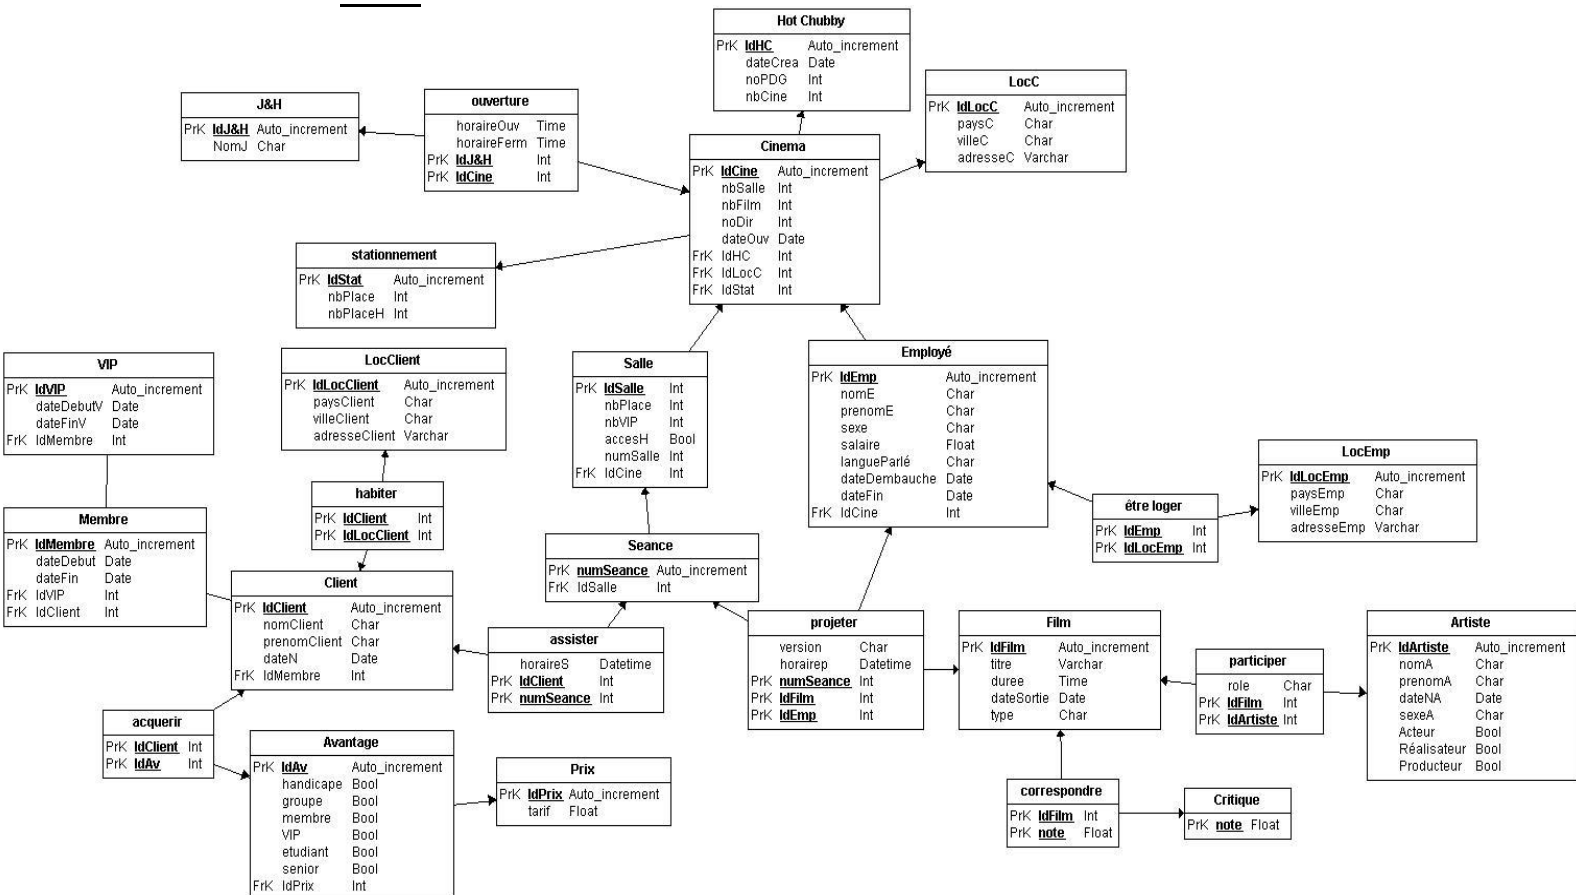 Hot Chubby
PrK IdHC Auto_increment
dateCrea Date
noPDG Int
nbCine Int
LocC
PrK IdLocC Auto_increment
paysC Char
villeC Char
adresseC Varchar
J&H
PrK IdJ&H Auto_increment
NomJ Char
ouverture
horaireOuv Time
horaireFerm Time
PrK IdJ&H Int
PrK IdCine Int
Cinema
PrK IdCine Auto_increment
nbSalle Int
nbFilm Int
noDir Int
dateOuv Date
FrK IdHC Int
FrK IdLocC Int
FrK IdStat Int
stationnement
PrK IdStat Auto_increment
nbPlace Int
nbPlaceH Int
VIP
PrK IdVIP Auto_increment
dateDebutV Date
dateFinV Date
FrK IdMembre Int
LocClient
PrK IdLocClient Auto_increment
paysClient Char
villeClient Char
adresseClient Varchar
Salle
PrK IdSalle Int
nbPlace Int
nbVIP Int
accesH Bool
numSalle Int
FrK IdCine Int
Employé
PrK IdEmp Auto_increment
nomE Char
prenomE Char
sexe Char
salaire Float
langueParlé Char
dateDembauche Date
dateFin Date
FrK IdCine Int
LocEmp
PrK IdLocEmp Auto_increment
paysEmp Char
villeEmp Char
adresseEmp Varchar
habiter
PrK IdClient Int
PrK IdLocClient Int
être loger
PrK IdEmp Int
PrK IdLocEmp Int
Membre
PrK IdMembre Auto_increment
dateDebut Date
dateFin Date
FrK IdVIP Int
FrK IdClient Int
Seance
PrK numSeance Auto_increment
FrK IdSalle Int
Client
PrK IdClient Auto_increment
nomClient Char
prenomClient Char
dateN Date
FrK IdMembre Int
assister
horaireS Datetime
PrK IdClient Int
PrK numSeance Int
projeter
version Char
horairep Datetime
PrK numSeance Int
PrK IdFilm Int
PrK IdEmp Int
Film
PrK IdFilm Auto_increment
titre Varchar
duree Time
dateSortie Date
type Char
participer
role Char
PrK IdFilm Int
PrK IdArtiste Int
Artiste
PrK IdArtiste Auto_increment
nomA Char
prenomA Char
dateNA Date
sexeA Char
Acteur Bool
Réalisateur Bool
Producteur Bool
acquerir
PrK IdClient Int
PrK IdAv Int
Avantage
PrK IdAv Auto_increment
handicape Bool
groupe Bool
membre Bool
VIP Bool
etudiant Bool
senior Bool
FrK IdPrix Int
Prix
PrK IdPrix Auto_increment
tarif Float
correspondre
PrK IdFilm Int
PrK note Float
Critique
PrK note Float